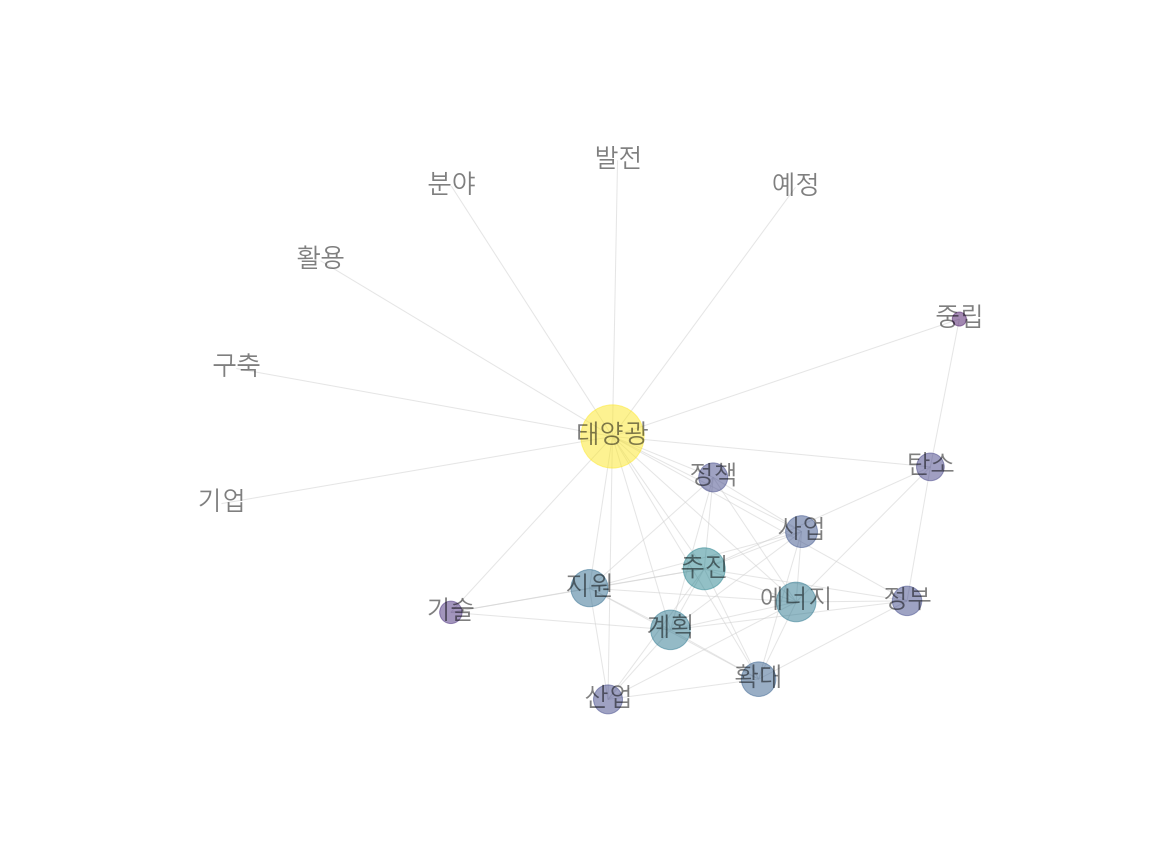 발전
분야
예정
활용
중립
구축
태양광
탄소
정책
기업
사업
추진
지원
에너지
정부
기술
계획
확대
산업